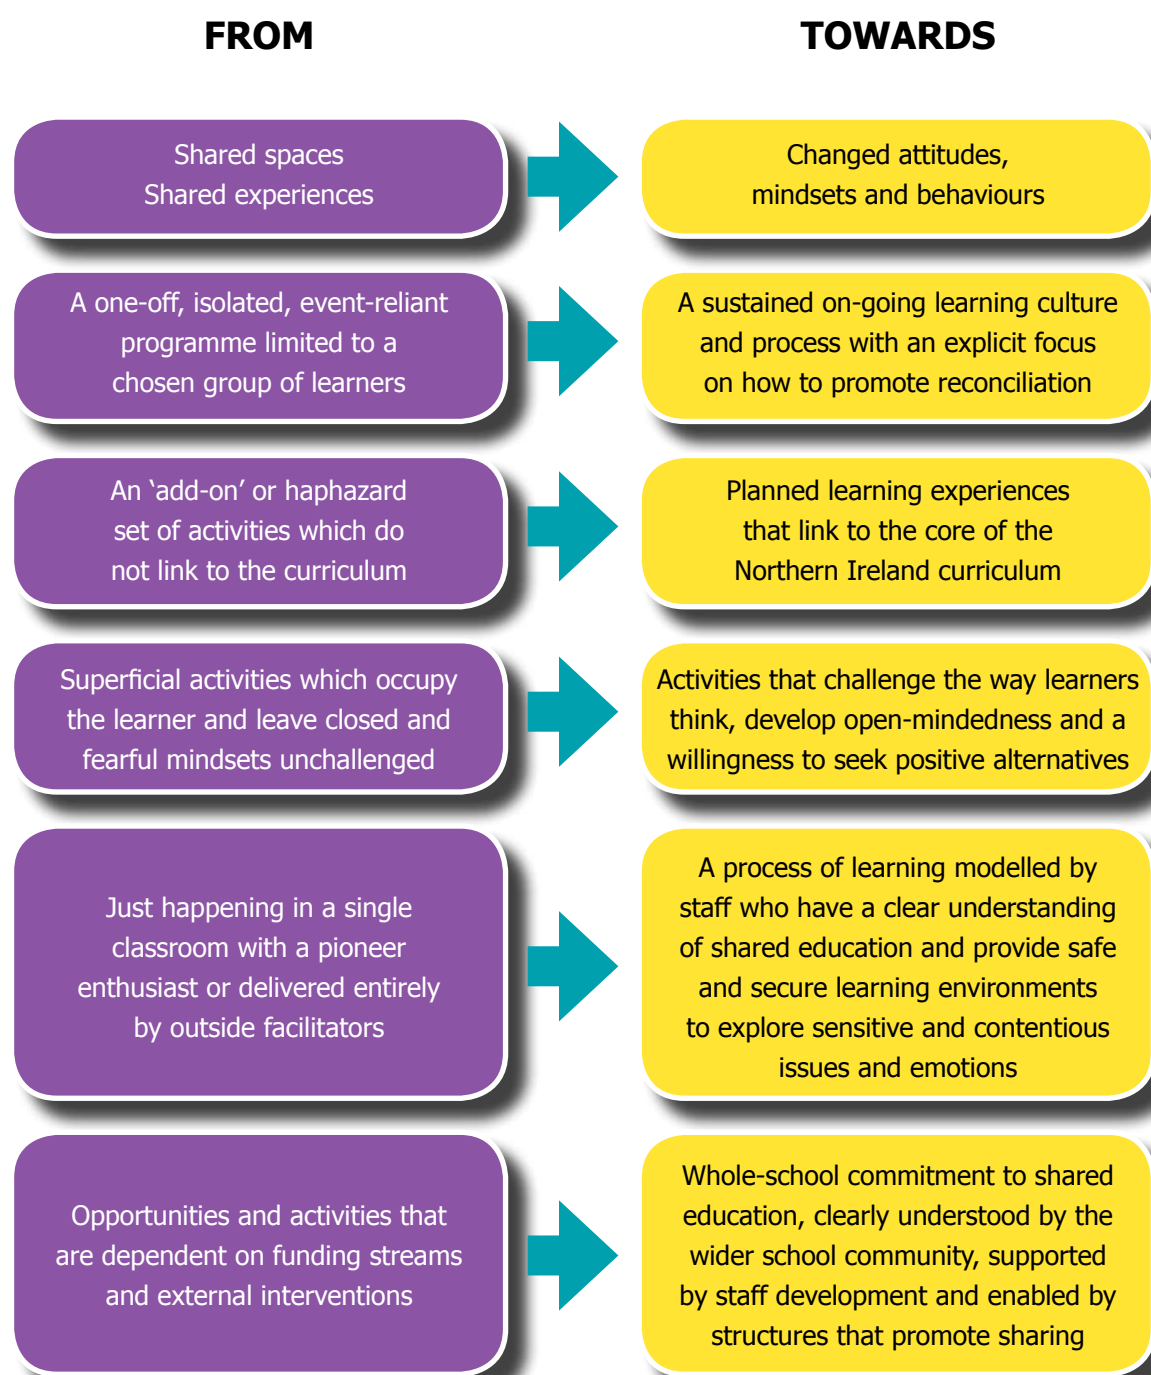 FROM
TOWARDS
Shared spaces
Shared experiences
Changed attitudes,
mindsets and behaviours
A one-off, isolated, event-reliant
programme limited to a
chosen group of learners
A sustained on-going learning culture
and process with an explicit focus
on how to promote reconciliation
An ‘add-on’ or haphazard
set of activities which do
not link to the curriculum
Planned learning experiences
that link to the core of the
Northern Ireland curriculum
Superficial activities which occupy
the learner and leave closed and
fearful mindsets unchallenged
Activities that challenge the way learners
think, develop open-mindedness and a
willingness to seek positive alternatives
Just happening in a single
classroom with a pioneer
enthusiast or delivered entirely
by outside facilitators
A process of learning modelled by
staff who have a clear understanding
of shared education and provide safe
and secure learning environments
to explore sensitive and contentious
issues and emotions
Opportunities and activities that
are dependent on funding streams
and external interventions
Whole-school commitment to shared
education, clearly understood by the
wider school community, supported
by staff development and enabled by
structures that promote sharing